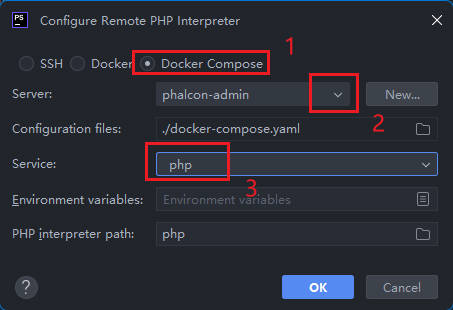 PS Configure Remote PHP Interpreter
1
SSH Docker Docker Compose
Server: phalcon-admin New...
2
Configuration files: ./docker-compose.yaml
Service: php
3
Environment variables: Environment variables
PHP interpreter path: php
? OK Cancel